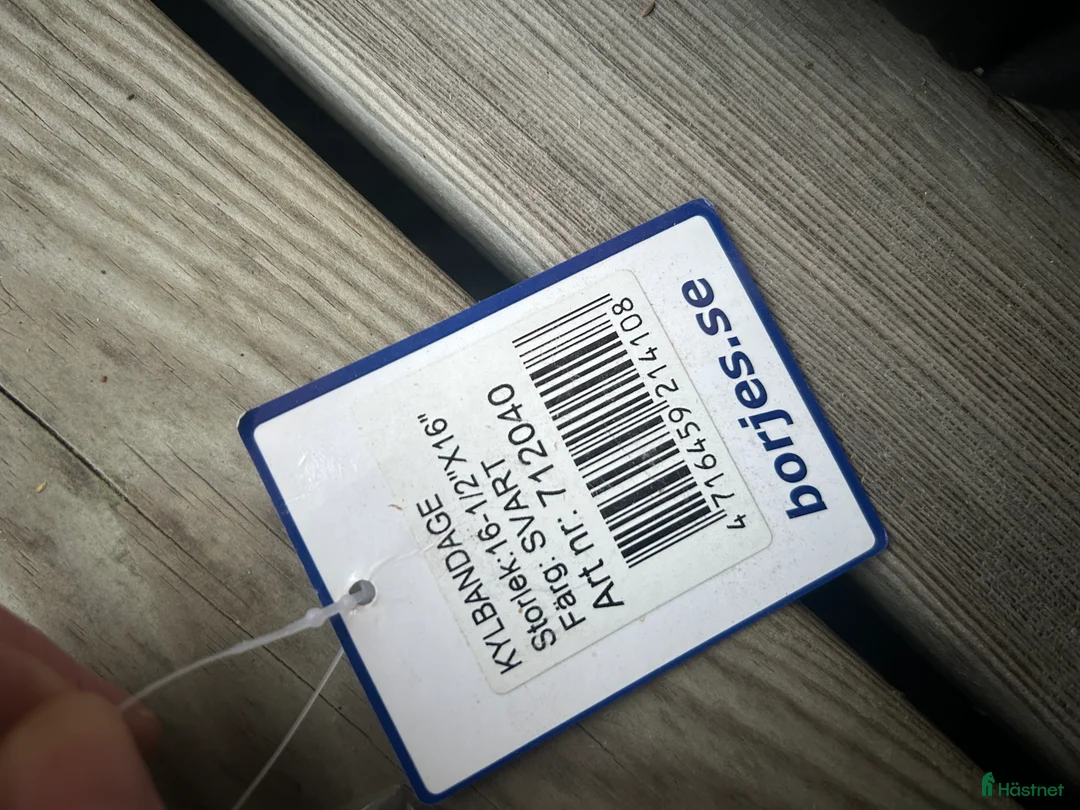 KYLBANDAGE
Storlek:16-1/2"X16"
Färg: SVART
Art nr.: 712040
4 716459 214108
borjes.se
Hästnet